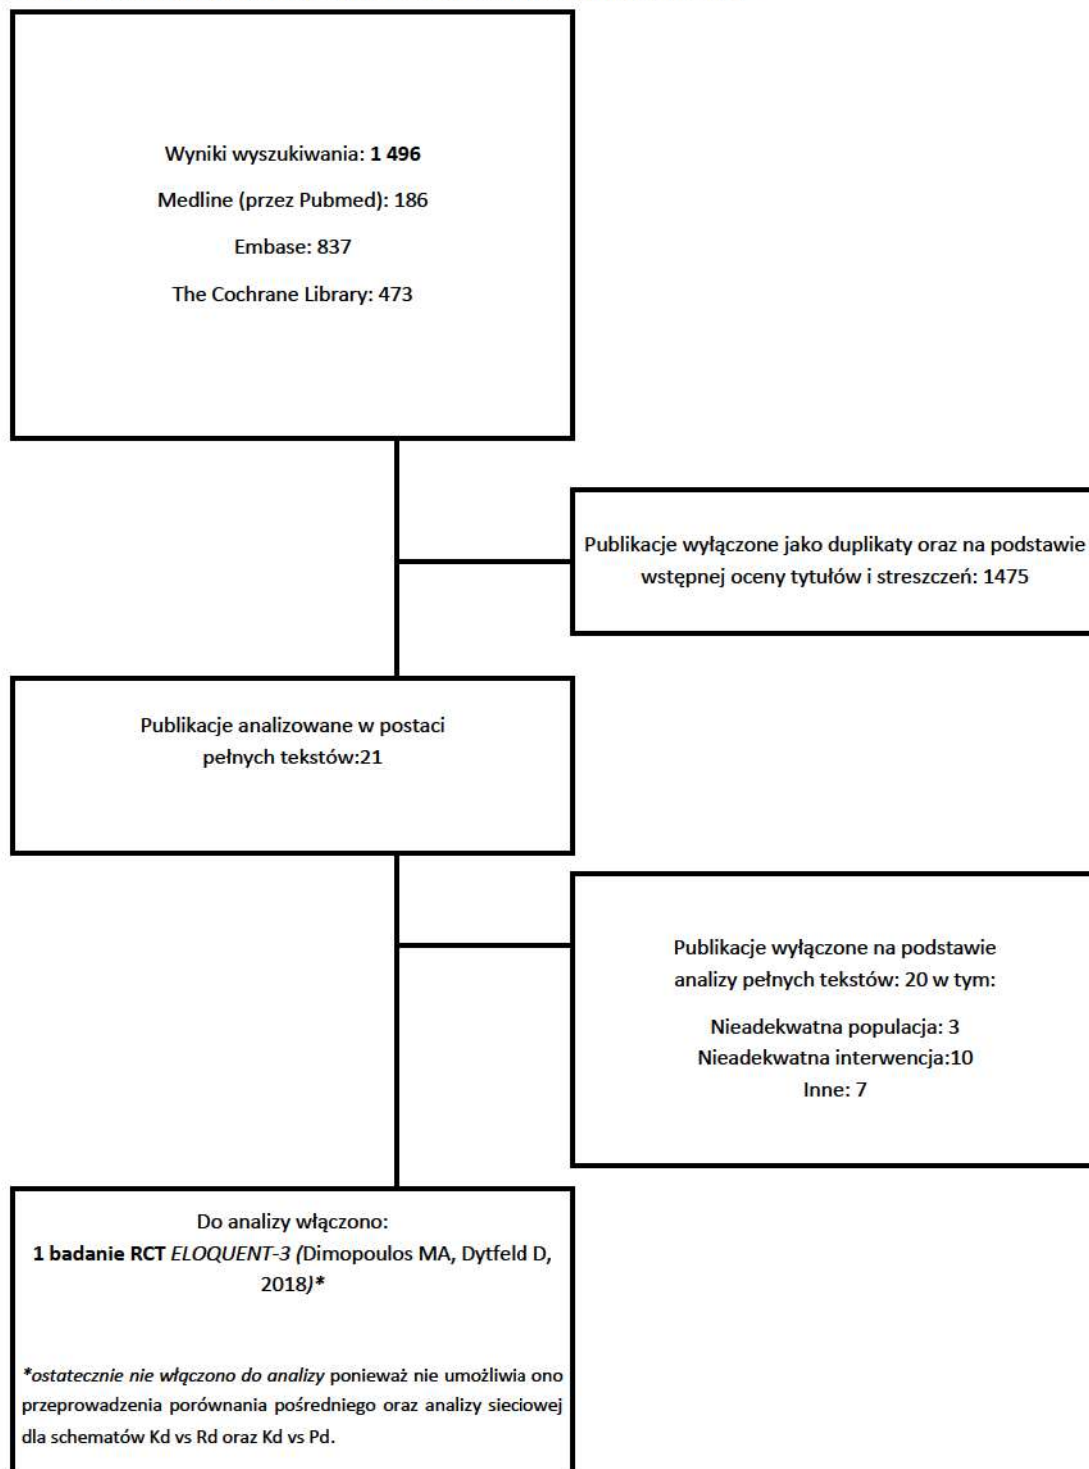 Wyniki wyszukiwania: 1 496
Medline (przez Pubmed): 186
Embase: 837
The Cochrane Library: 473
Publikacje wyłączone jako duplikaty oraz na podstawie
wstępnej oceny tytułów i streszczeń: 1475
Publikacje analizowane w postaci
pełnych tekstów:21
Publikacje wyłączone na podstawie
analizy pełnych tekstów: 20 w tym:
Nieadekwatna populacja: 3
Nieadekwatna interwencja:10
Inne: 7
Do analizy włączono:
1 badanie RCT ELOQUENT-3 (Dimopoulos MA, Dytfeld D,
2018)*
*ostatecznie nie włączono do analizy ponieważ nie umożliwia ono
przeprowadzenia porównania pośredniego oraz analizy sieciowej
dla schematów Kd vs Rd oraz Kd vs Pd.